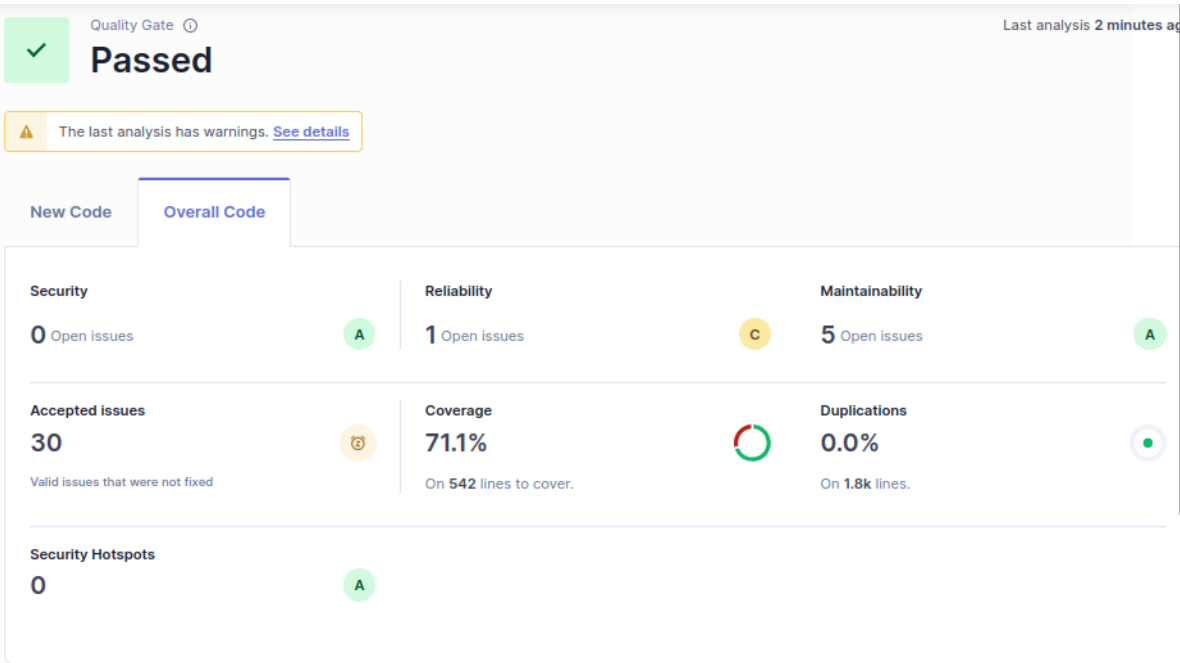 Quality Gate
Last analysis 2 minutes
Passed
The last analysis has warnings. See details
New Code
Overall Code
Security
0 Open issues
A
Reliability
1 Open issues
C
Maintainability
5 Open issues
A
Accepted issues
30
Valid issues that were not fixed
Coverage
71.1%
On 542 lines to cover.
Duplications
0.0%
On 1.8k lines.
Security Hotspots
0
A